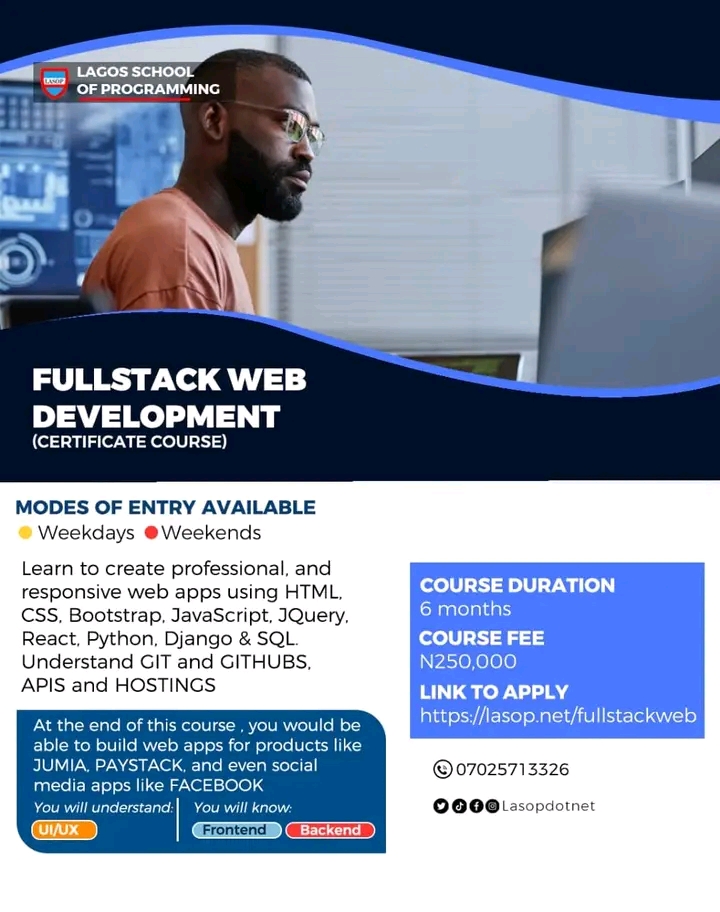 LASOP
LAGOS SCHOOL
OF PROGRAMMING
FULLSTACK WEB
DEVELOPMENT
(CERTIFICATE COURSE)
MODES OF ENTRY AVAILABLE
Weekdays Weekends
Learn to create professional, and
responsive web apps using HTML,
CSS, Bootstrap, JavaScript, JQuery,
React, Python, Django & SQL.
Understand GIT and GITHUBS,
APIS and HOSTINGS
At the end of this course , you would be
able to build web apps for products like
JUMIA, PAYSTACK, and even social
media apps like FACEBOOK
You will understand: You will know:
UI/UX Frontend Backend
COURSE DURATION
6 months
COURSE FEE
N250,000
LINK TO APPLY
https://lasop.net/fullstackweb
07025713326
Lasopdotnet